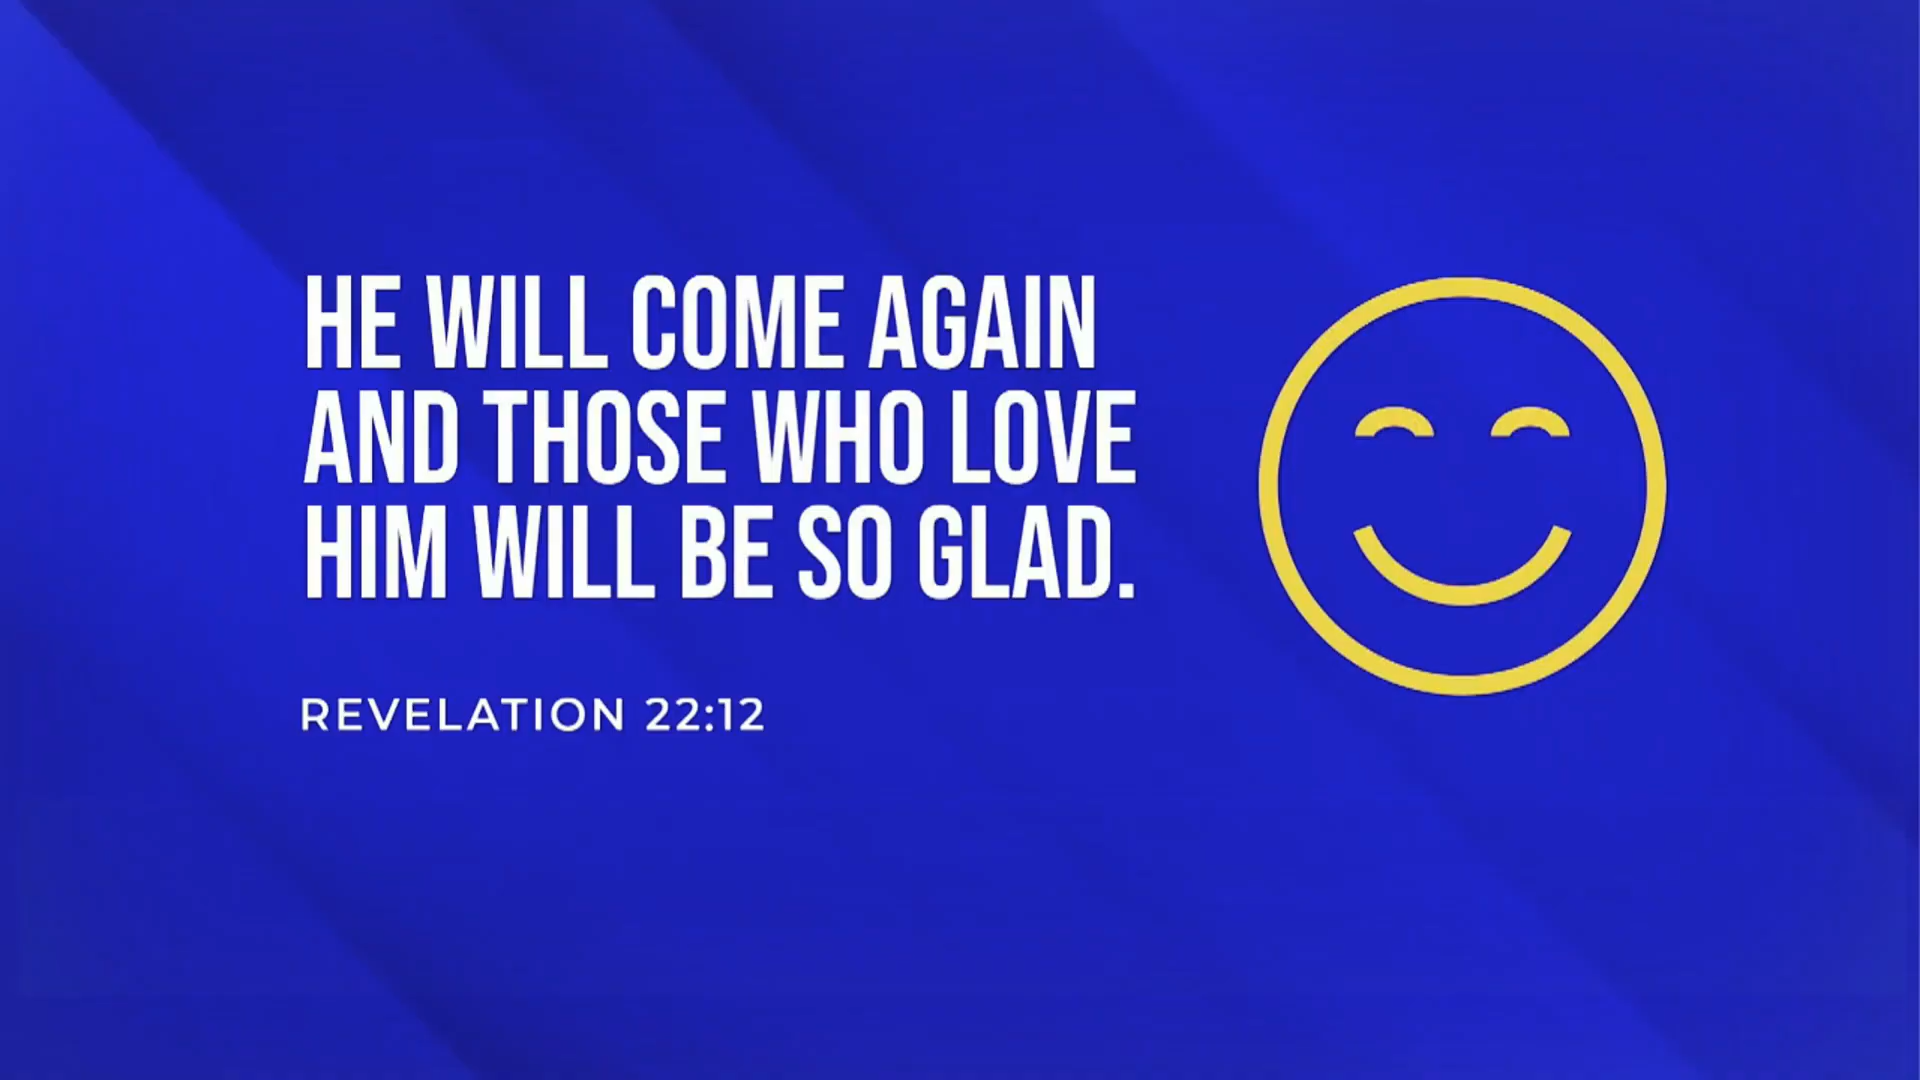 HE WILL COME AGAIN
AND THOSE WHO LOVE
HIM WILL BE SO GLAD.
REVELATION 22:12